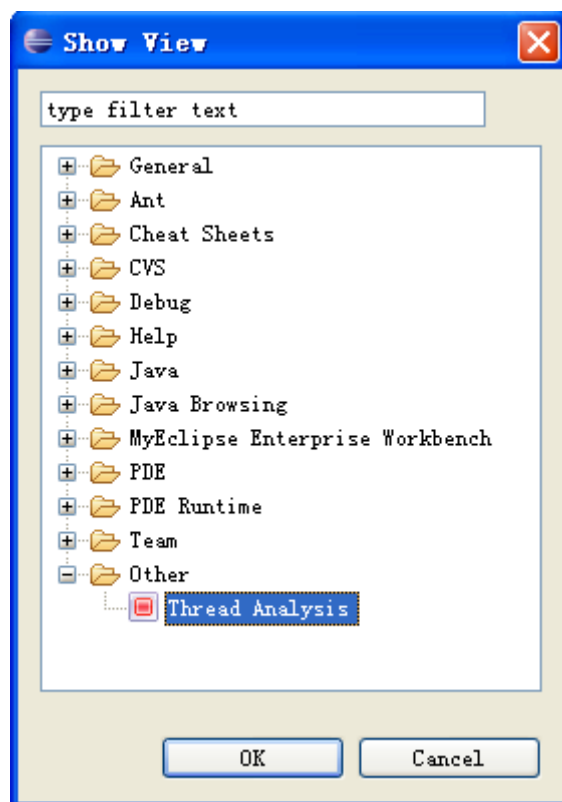 Show View
type filter text
General
Ant
Cheat Sheets
CVS
Debug
Help
Java
Java Browsing
MyEclipse Enterprise Workbench
PDE
PDE Runtime
Team
Other
Thread Analysis
OK
Cancel